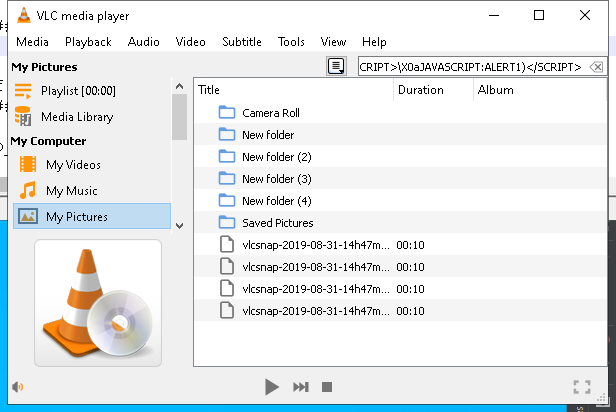 VLC media player
Media Playback Audio Video Subtitle Tools View Help
My Pictures
CRIPT>\X0aJAVASCRIPT:ALERT1)</SCRIPT>
Playlist [00:00]
Media Library
My Computer
My Videos
My Music
My Pictures
Title Duration Album
Camera Roll
New folder
New folder (2)
New folder (3)
New folder (4)
Saved Pictures
vlcsnap-2019-08-31-14h47m... 00:10
vlcsnap-2019-08-31-14h47m... 00:10
vlcsnap-2019-08-31-14h47m... 00:10
vlcsnap-2019-08-31-14h47m... 00:10